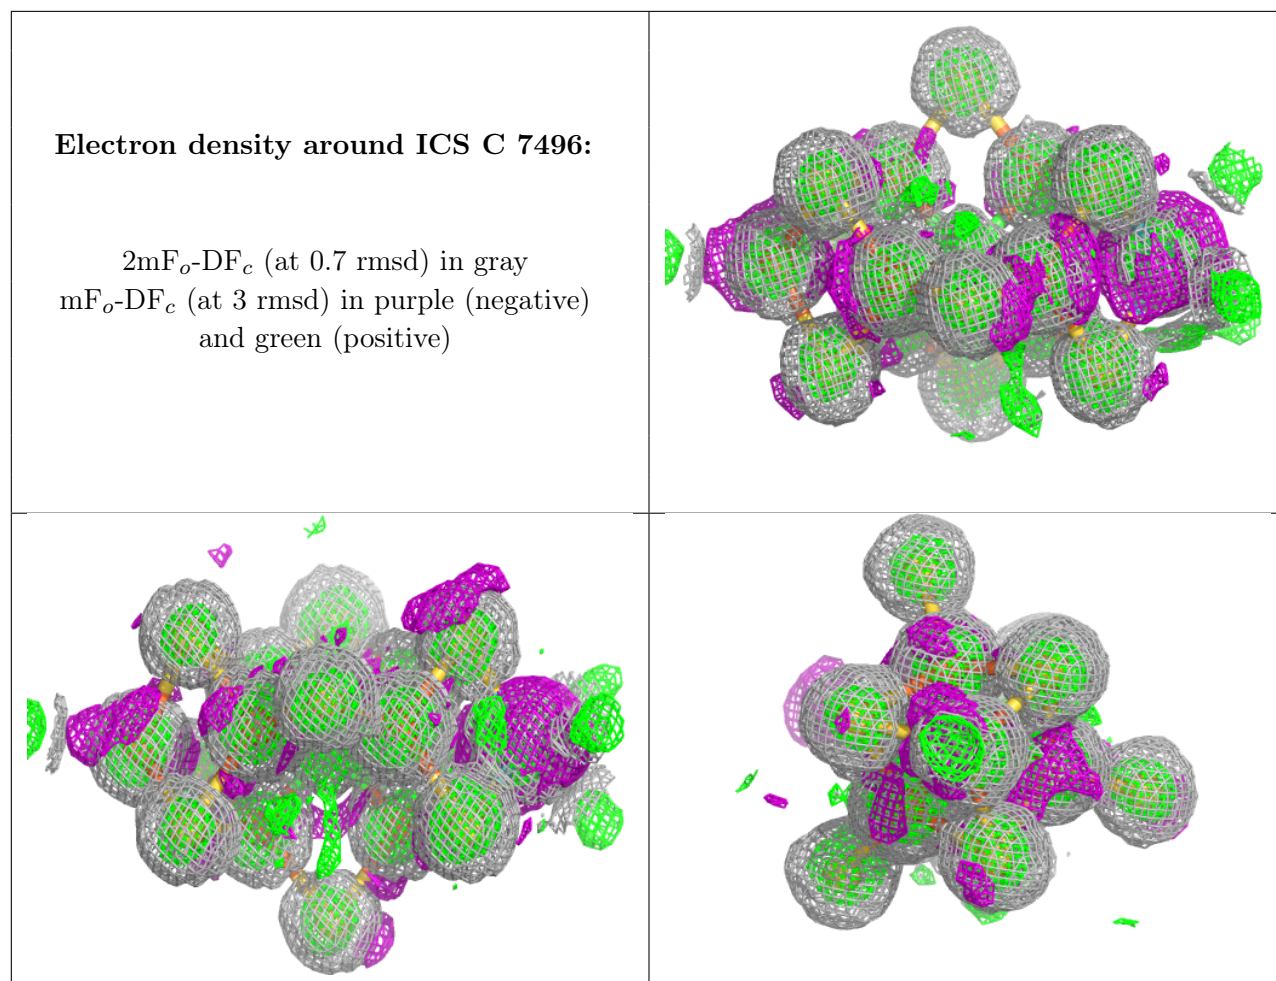 Electron density around ICS C 7496:
2mFo-DFc (at 0.7 rmsd) in gray
mFo-DFc (at 3 rmsd) in purple (negative)
and green (positive)